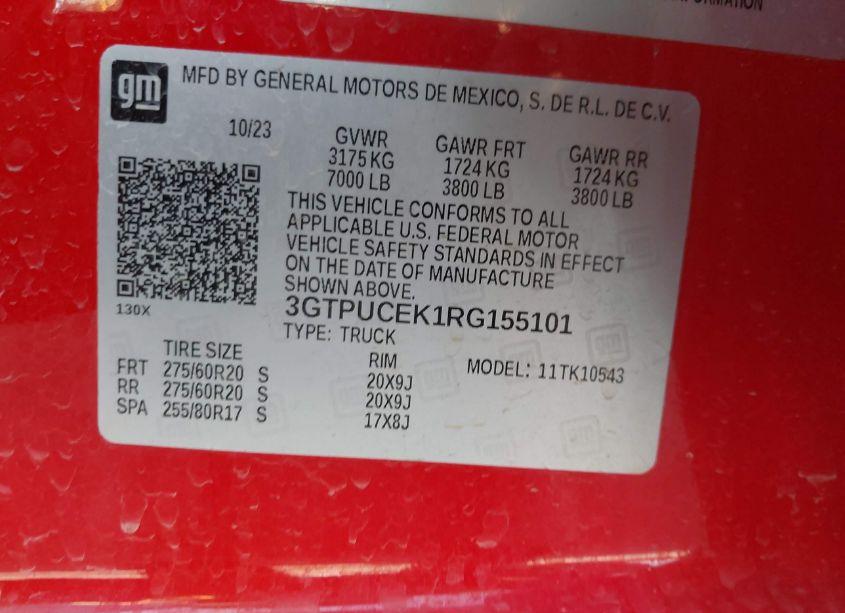 INFORMATION
gm
MFD BY GENERAL MOTORS DE MEXICO, S. DE R.L. DE C.V.
10/23 GVWR GAWR FRT GAWR RR
3175 KG 1724 KG 1724 KG
7000 LB 3800 LB 3800 LB
THIS VEHICLE CONFORMS TO ALL
APPLICABLE U.S. FEDERAL MOTOR
VEHICLE SAFETY STANDARDS IN EFFECT
ON THE DATE OF MANUFACTURE
SHOWN ABOVE.
130X
3GTPUCEK1RG155101
TYPE: TRUCK
TIRE SIZE RIM MODEL: 11TK10543
FRT 275/60R20 S 20X9J
RR 275/60R20 S 20X9J
SPA 255/80R17 S 17X8J
gm